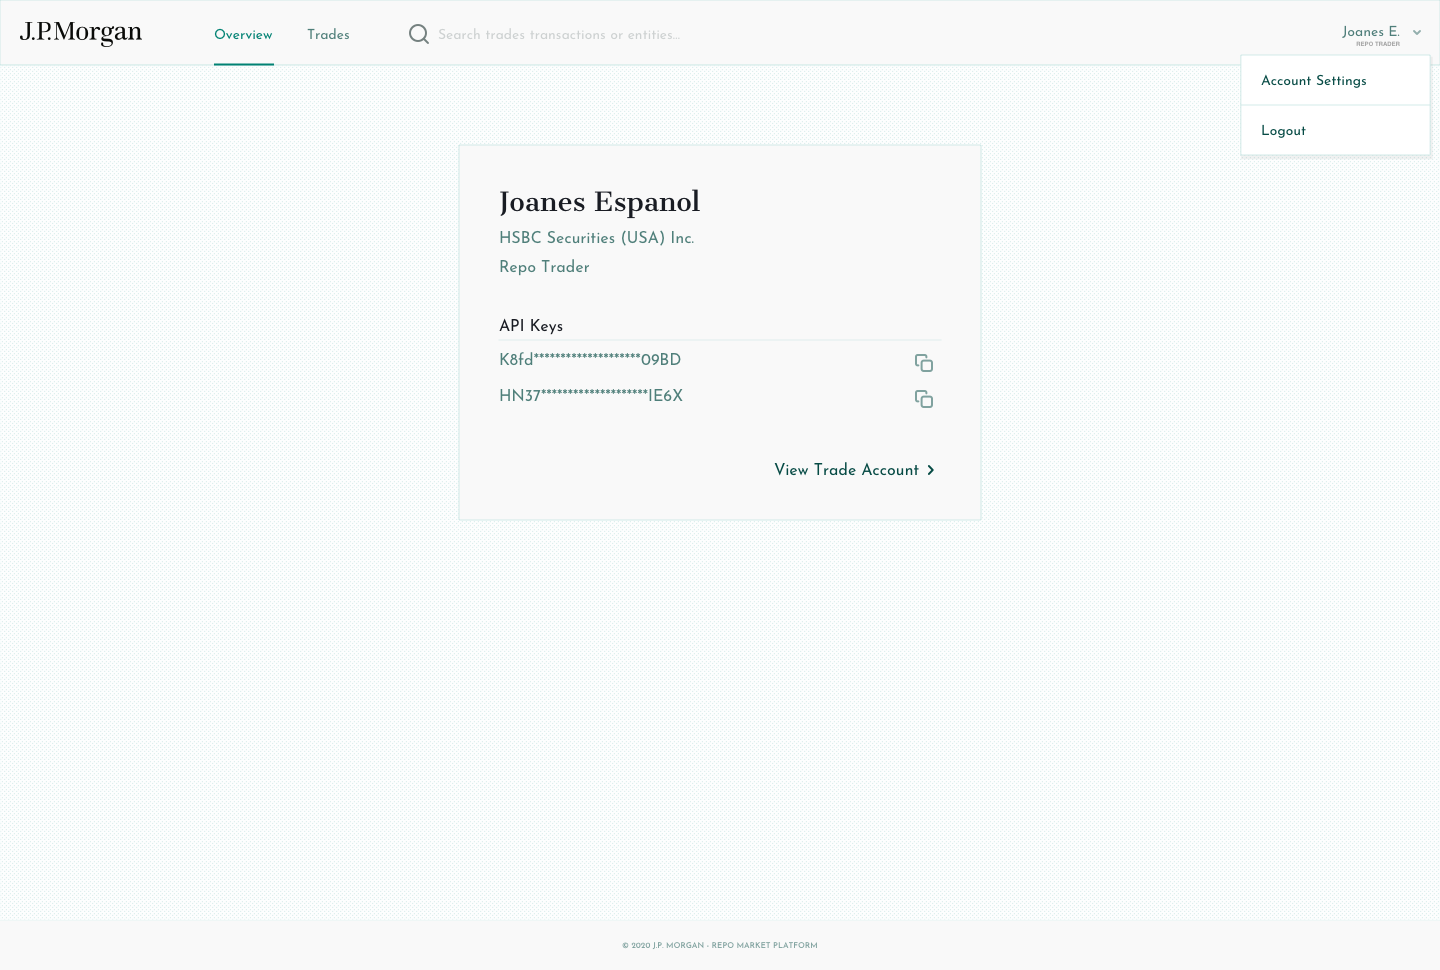 J.P.Morgan
Overview
Trades
Search trades transactions or entities...
Joanes E.
REPO TRADER
Account Settings
Logout
Joanes Espanol
HSBC Securities (USA) Inc.
Repo Trader
API Keys
K8fd********************09BD
HN37********************IE6X
View Trade Account
© 2020 J.P. MORGAN - REPO MARKET PLATFORM